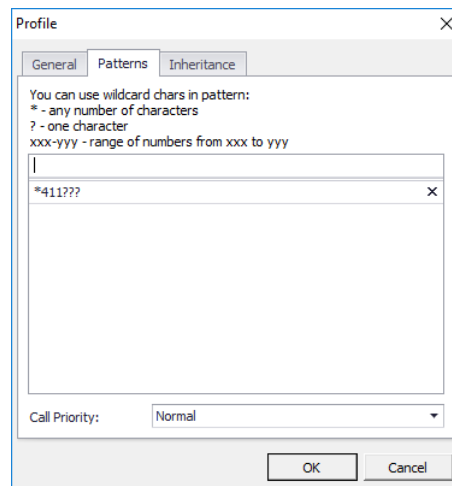 Profile
General Patterns Inheritance
You can use wildcard chars in pattern:
* - any number of characters
? - one character
xxx-yyy - range of numbers from xxx to yyy
*411???
Call Priority: Normal
OK Cancel